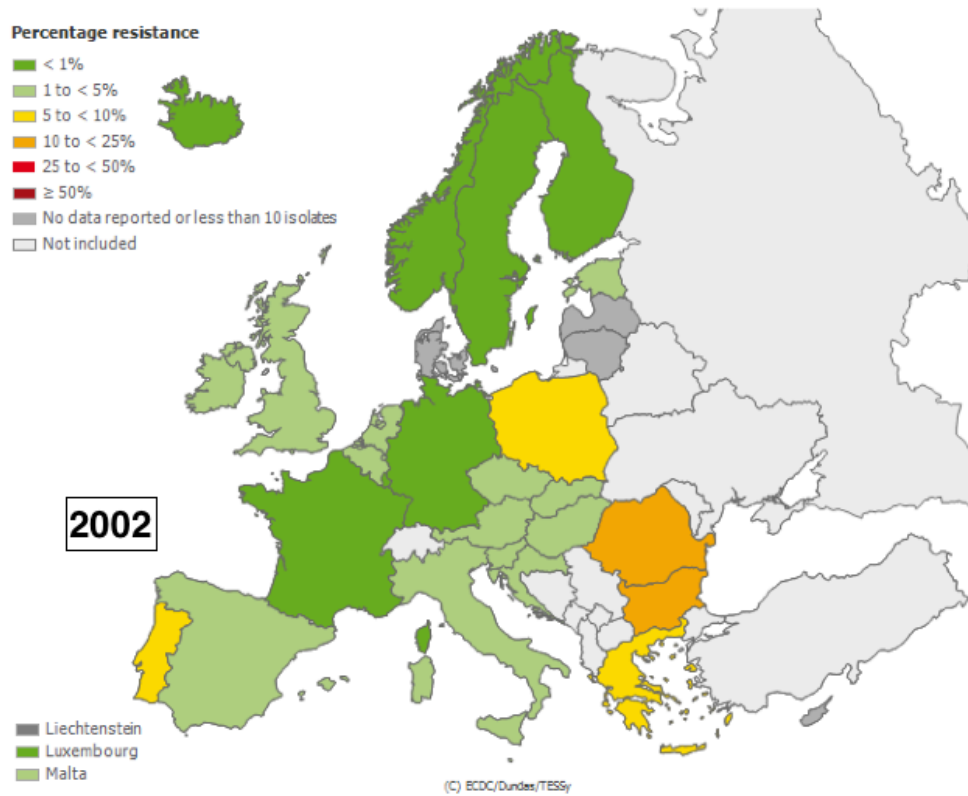 Percentage resistance
< 1%
1 to < 5%
5 to < 10%
10 to < 25%
25 to < 50%
≥ 50%
No data reported or less than 10 isolates
Not included
2002
Liechtenstein
Luxembourg
Malta
(C) ECDC/Dundas/TESSy